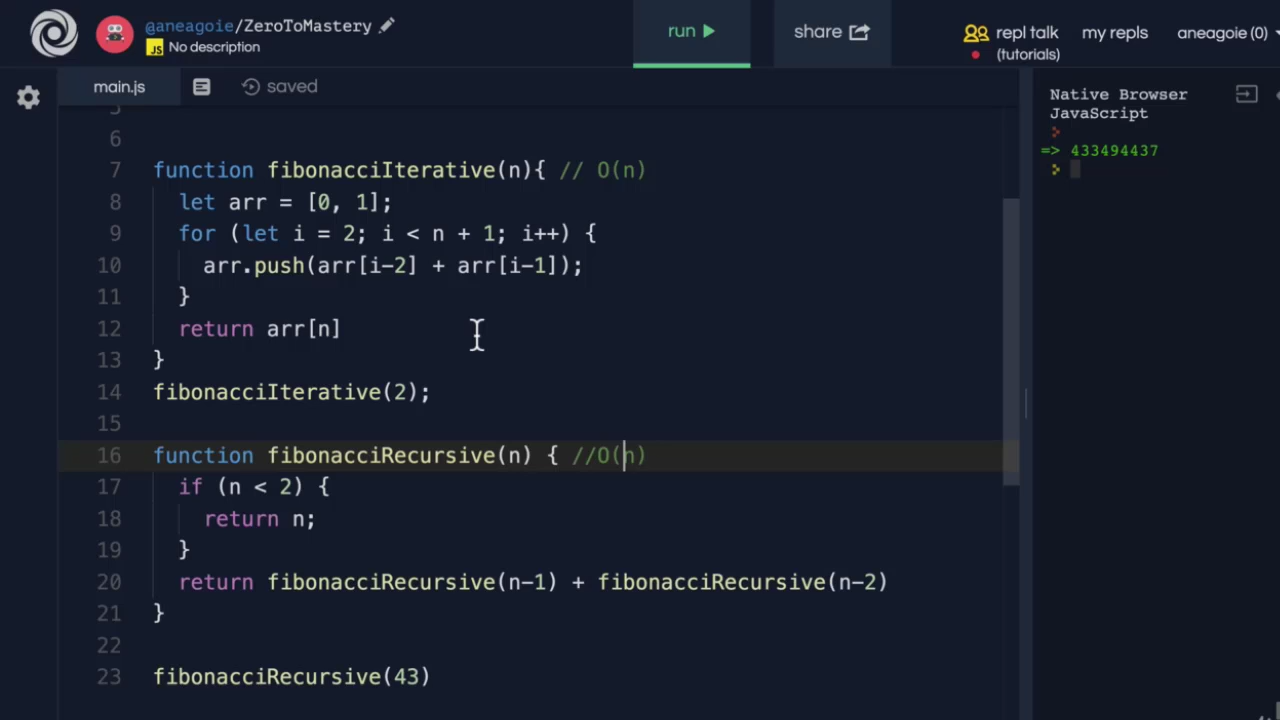 @aneagoie/ZeroToMastery
JS No description
run
share
repl talk
(tutorials)
my repls
aneagoie (0)
main.js
saved
5
6
7 function fibonacciIterative(n){ // O(n)
8 let arr = [0, 1];
9 for (let i = 2; i < n + 1; i++) {
10 arr.push(arr[i-2] + arr[i-1]);
11 }
12 return arr[n]
13 }
14 fibonacciIterative(2);
15
16 function fibonacciRecursive(n) { //O(n)
17 if (n < 2) {
18 return n;
19 }
20 return fibonacciRecursive(n-1) + fibonacciRecursive(n-2)
21 }
22
23 fibonacciRecursive(43)
Native Browser
JavaScript
=> 433494437